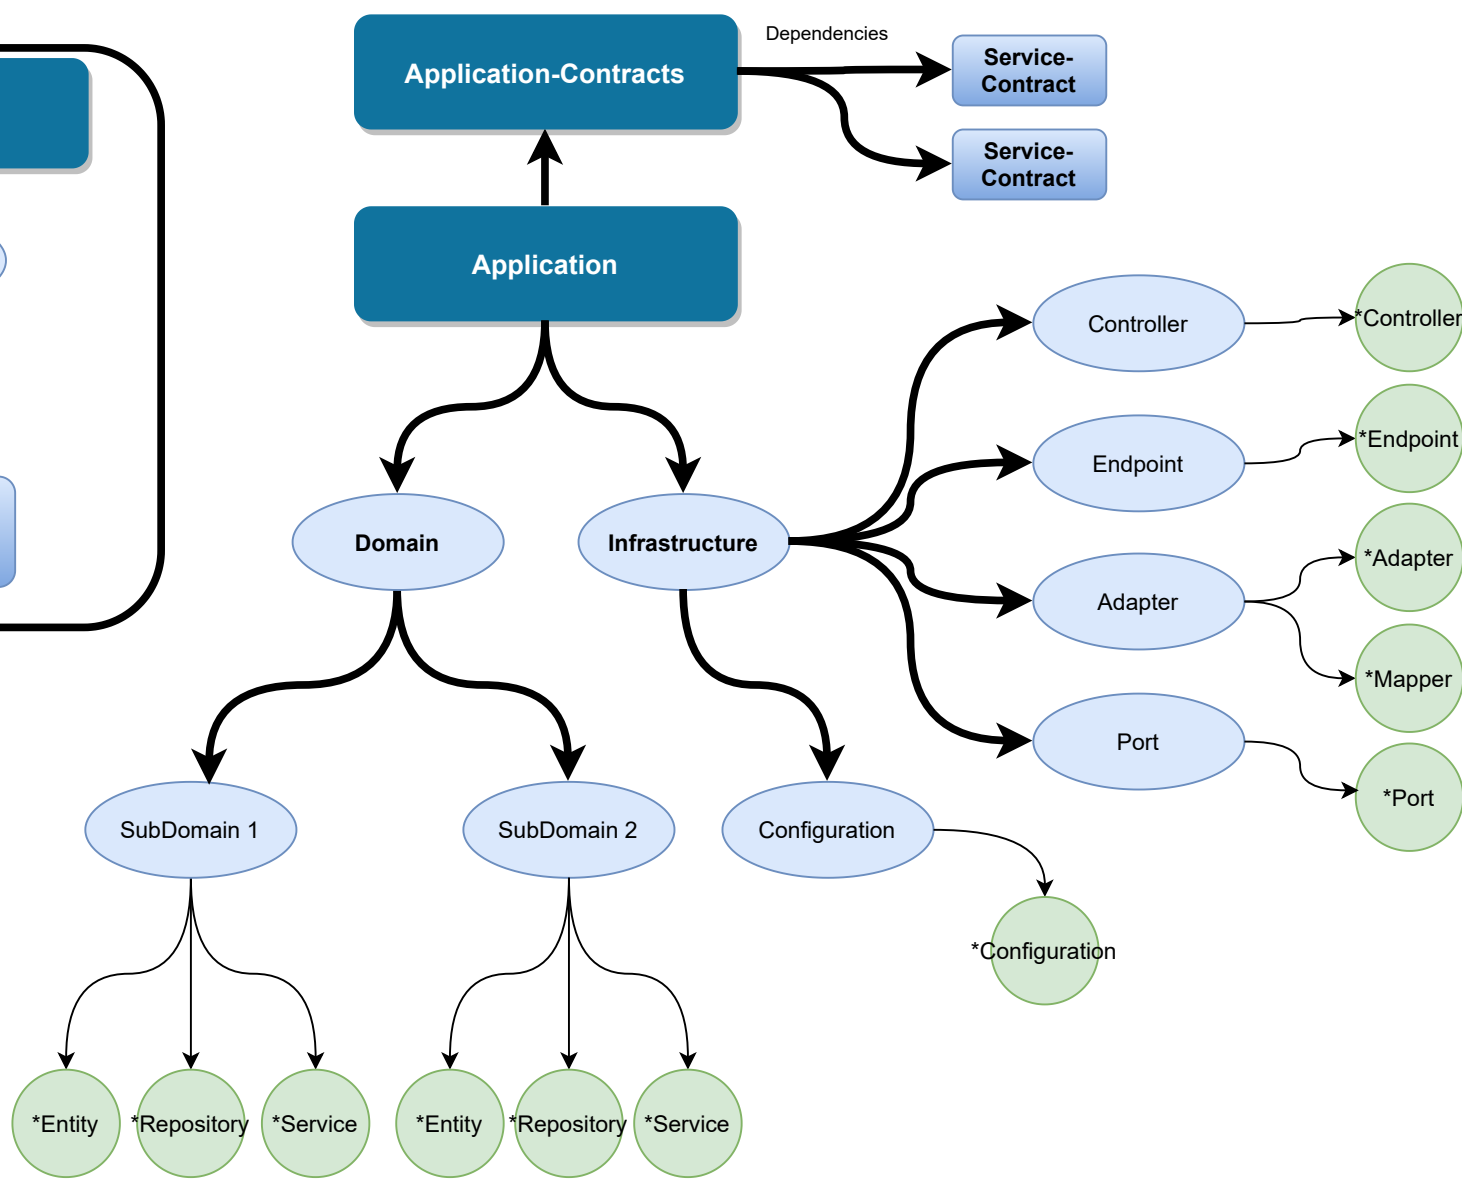 Dependencies
Application-Contracts
Service-
Contract
Service-
Contract
Application
Controller
*Controller
Endpoint
*Endpoint
Domain
Infrastructure
Adapter
*Adapter
*Mapper
Port
*Port
SubDomain 1
SubDomain 2
Configuration
*Configuration
*Entity
*Repository
*Service
*Entity
*Repository
*Service